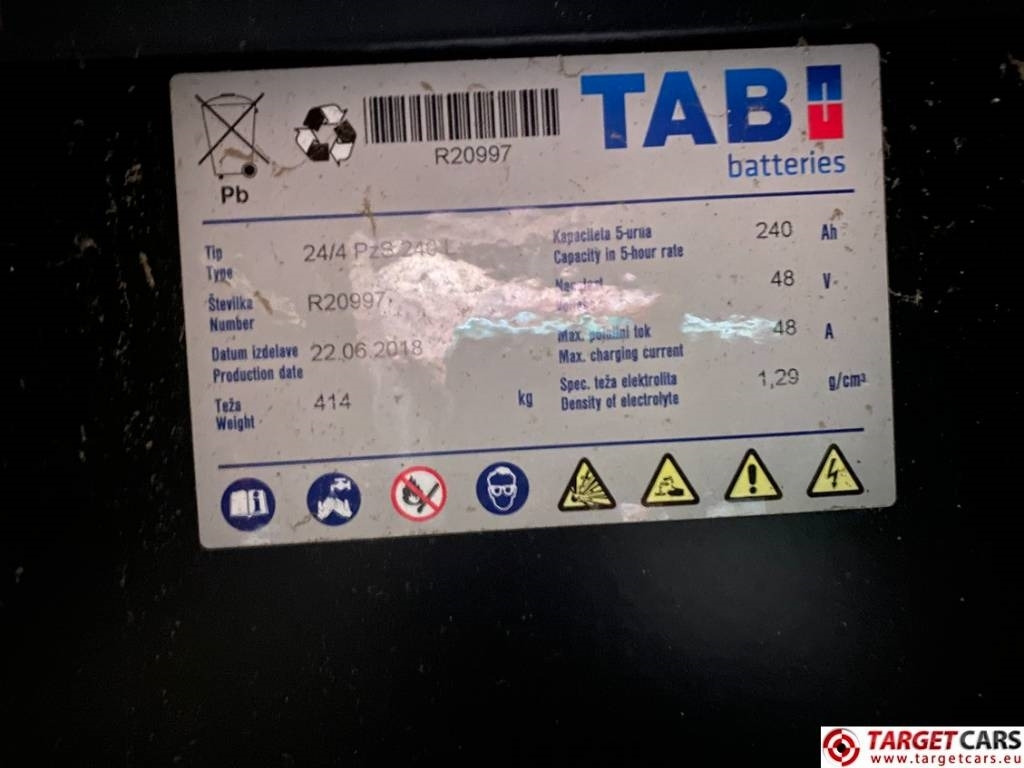 TAB
batteries
R20997
Pb
Tip
Type
24/4 PzS 240 L
Številka
Number
R20997
Datum izdelave
Production date
22.06.2018
Teža
Weight
414 kg
Kapaciteta 5-urna
Capacity in 5-hour rate
240 Ah
48 V
Max. polnilni tok
Max. charging current
48 A
Spec. teža elektrolita
Density of electrolyte
1,29 g/cm³
TARGETCARS
www.targetcars.eu